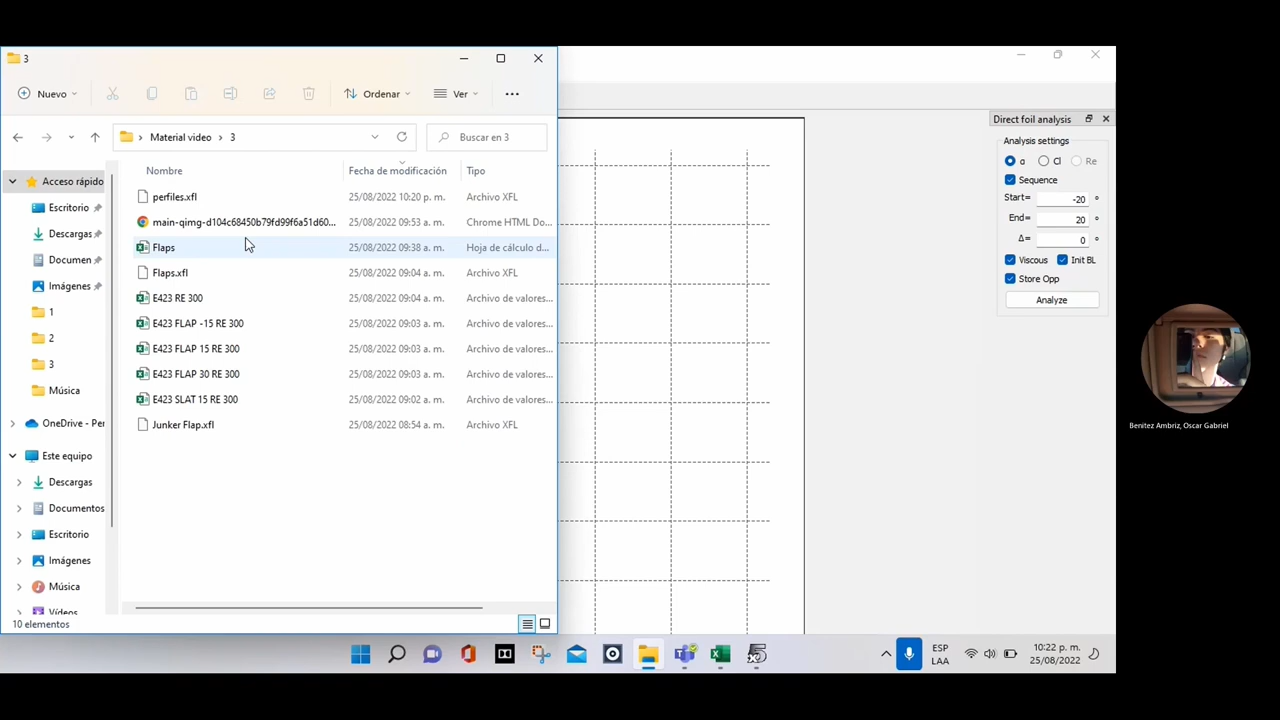 3
Nuevo
Ordenar
Ver
Material video > 3
Buscar en 3
Nombre
Fecha de modificación
Tipo
Acceso rápido
Escritorio
Descargas
Documen
Imágenes
1
2
3
Música
OneDrive - Per
Este equipo
Descargas
Documentos
Escritorio
Imágenes
Música
Vídeos
perfiles.xfl 25/08/2022 10:20 p. m. Archivo XFL
main-qimg-d104c68450b79fd99f6a51d60... 25/08/2022 09:53 a. m. Chrome HTML Do...
Flaps 25/08/2022 09:38 a. m. Hoja de cálculo d...
Flaps.xfl 25/08/2022 09:04 a. m. Archivo XFL
E423 RE 300 25/08/2022 09:04 a. m. Archivo de valores...
E423 FLAP -15 RE 300 25/08/2022 09:03 a. m. Archivo de valores...
E423 FLAP 15 RE 300 25/08/2022 09:03 a. m. Archivo de valores...
E423 FLAP 30 RE 300 25/08/2022 09:03 a. m. Archivo de valores...
E423 SLAT 15 RE 300 25/08/2022 09:02 a. m. Archivo de valores...
Junker Flap.xfl 25/08/2022 08:54 a. m. Archivo XFL
10 elementos
Direct foil analysis
Analysis settings
α Cl Re
Sequence
Start= -20 °
End= 20 °
Δ= 0 °
Viscous Init BL
Store Opp
Analyze
Benitez Ambriz, Oscar Gabriel
ESP
LAA
10:22 p. m.
25/08/2022